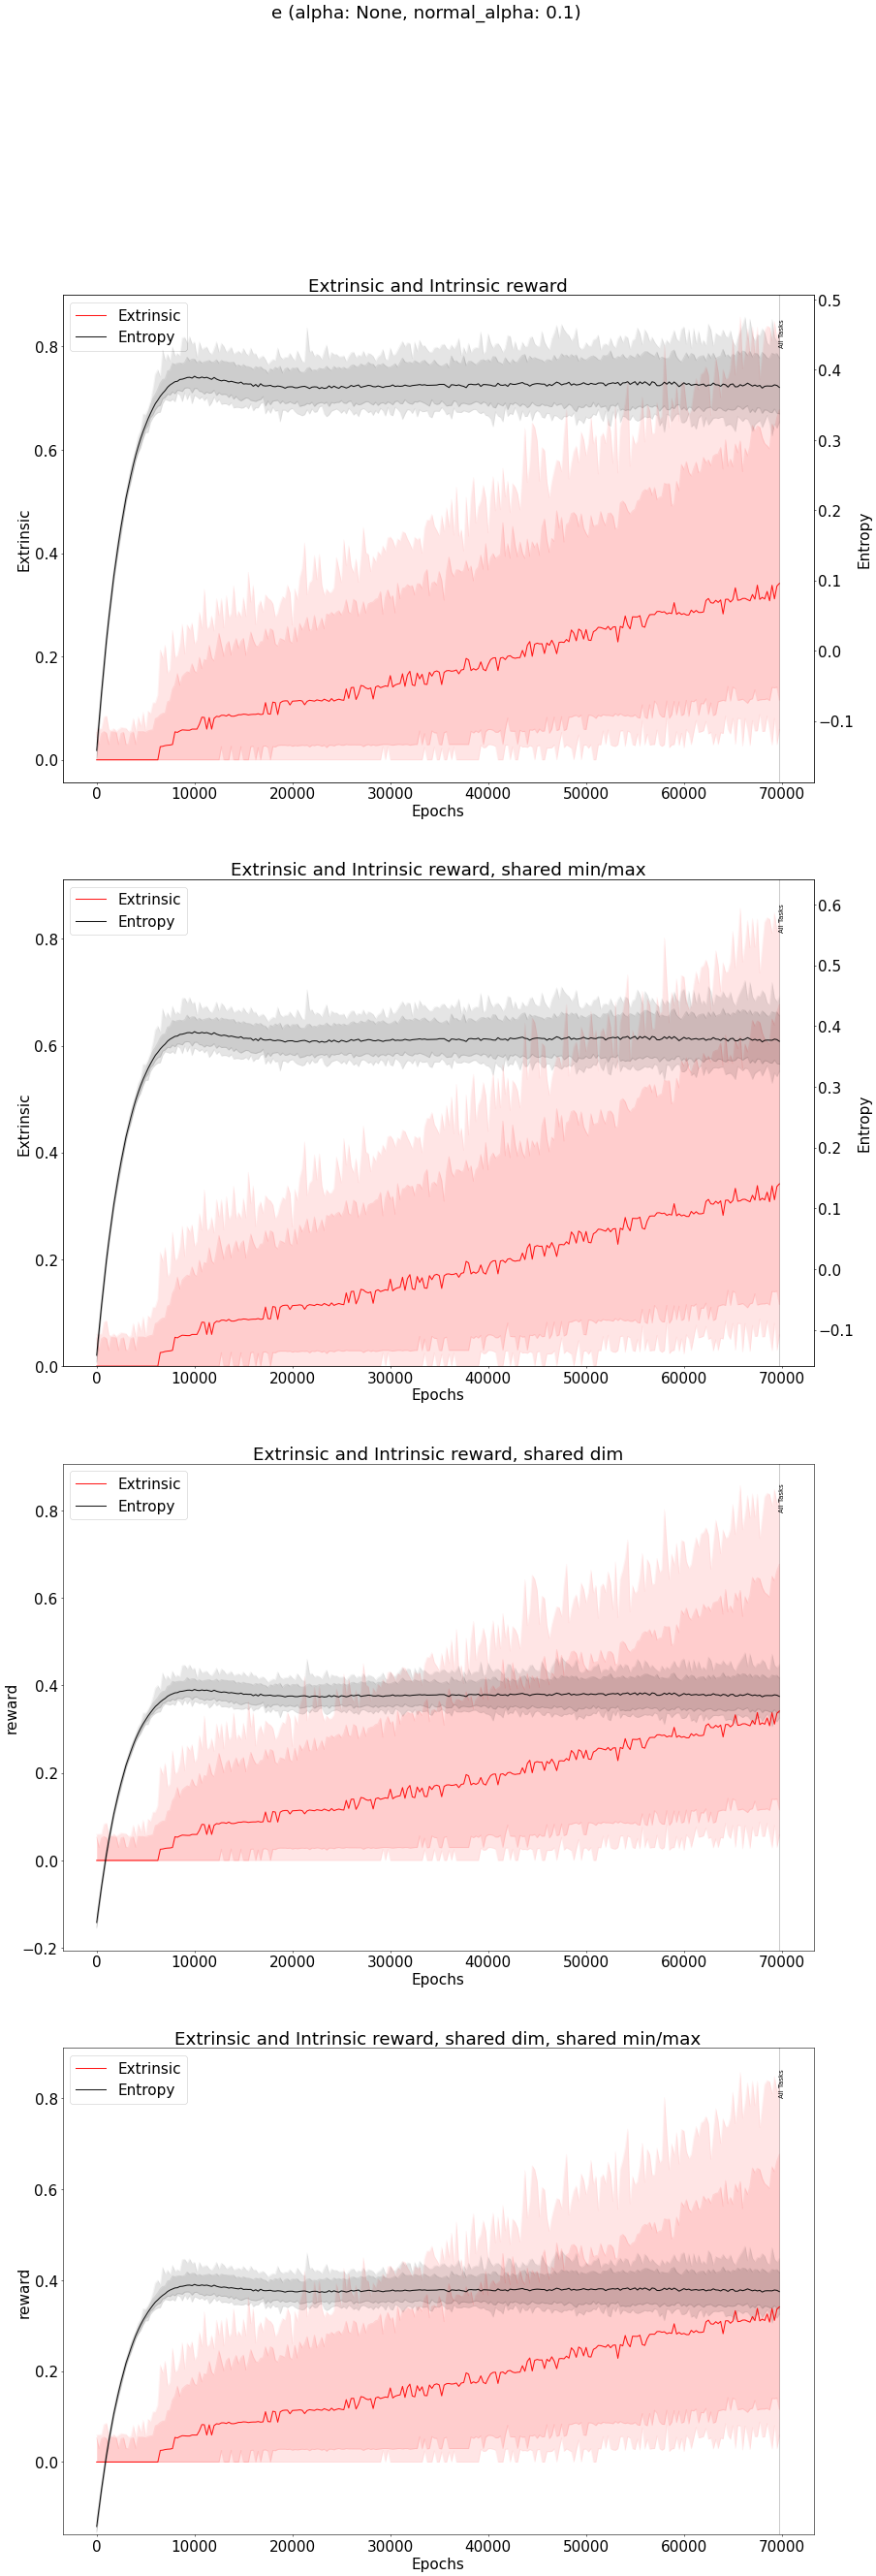 e (alpha: None, normal_alpha: 0.1)
Extrinsic and Intrinsic reward
Extrinsic
Entropy
All Tasks
0.8
0.6
0.4
0.2
0.0
Extrinsic
0.5
0.4
0.3
0.2
0.1
0.0
−0.1
Entropy
0 10000 20000 30000 40000 50000 60000 70000
Epochs
Extrinsic and Intrinsic reward, shared min/max
Extrinsic
Entropy
All Tasks
0.8
0.6
0.4
0.2
0.0
Extrinsic
0.6
0.5
0.4
0.3
0.2
0.1
0.0
−0.1
Entropy
0 10000 20000 30000 40000 50000 60000 70000
Epochs
Extrinsic and Intrinsic reward, shared dim
Extrinsic
Entropy
All Tasks
0.8
0.6
0.4
0.2
0.0
−0.2
reward
0 10000 20000 30000 40000 50000 60000 70000
Epochs
Extrinsic and Intrinsic reward, shared dim, shared min/max
Extrinsic
Entropy
All Tasks
0.8
0.6
0.4
0.2
0.0
reward
0 10000 20000 30000 40000 50000 60000 70000
Epochs